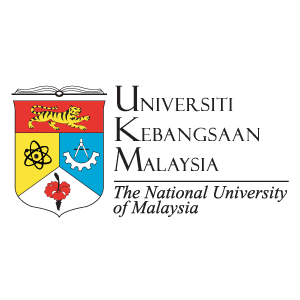 UNIVERSITI
KEBANGSAAN
MALAYSIA
The National University
of Malaysia